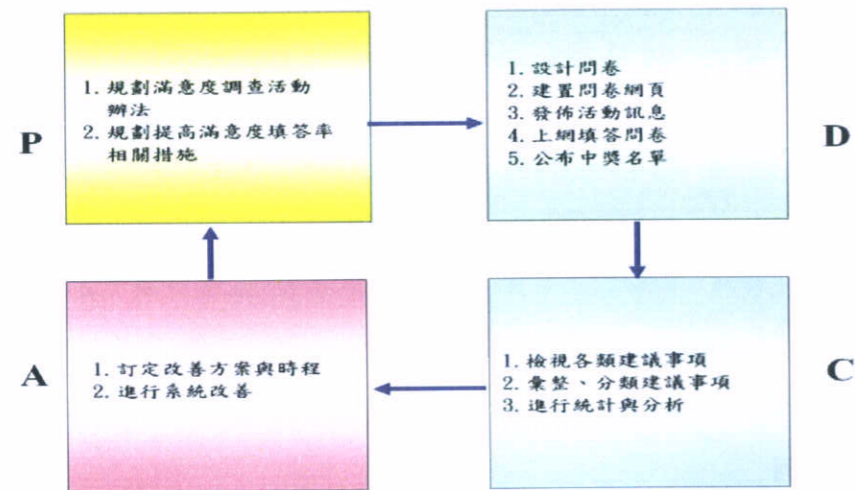 P
1. 規劃滿意度調查活動
辦法
2. 規劃提高滿意度填答率
相關措施
D
1. 設計問卷
2. 建置問卷網頁
3. 發佈活動訊息
4. 上網填答問卷
5. 公布中獎名單
C
1. 檢視各類建議事項
2. 彙整、分類建議事項
3. 進行統計與分析
A
1. 訂定改善方案與時程
2. 進行系統改善